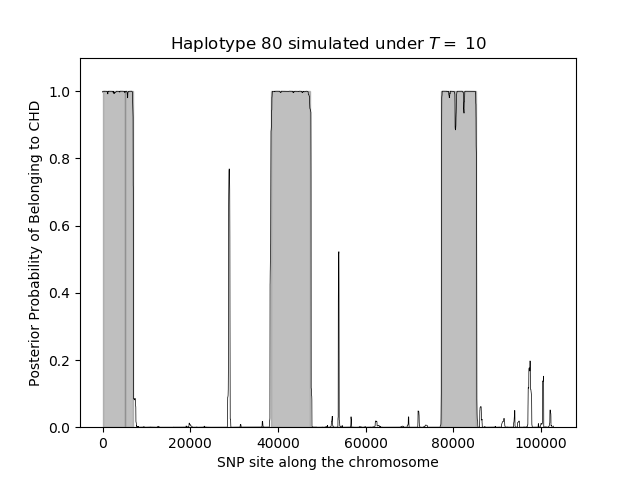 Haplotype 80 simulated under T = 10
Posterior Probability of Belonging to CHD
1.0
0.8
0.6
0.4
0.2
0.0
0 20000 40000 60000 80000 100000
SNP site along the chromosome